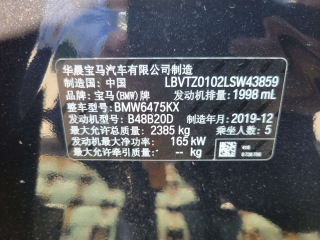 华晨宝马汽车有限公司制造
制造国: 中国 LBVTZ0102LSW43859
品牌: 宝马(BMW)牌 发动机排量: 1998 mL
整车型号: BMW6475KX
发动机型号: B48B20D 制造年月: 2019-12
最大允许总质量: 2385 kg 乘坐人数: 5
发动机最大净功率: 165 kW
最大允许牵引质量: -- kg